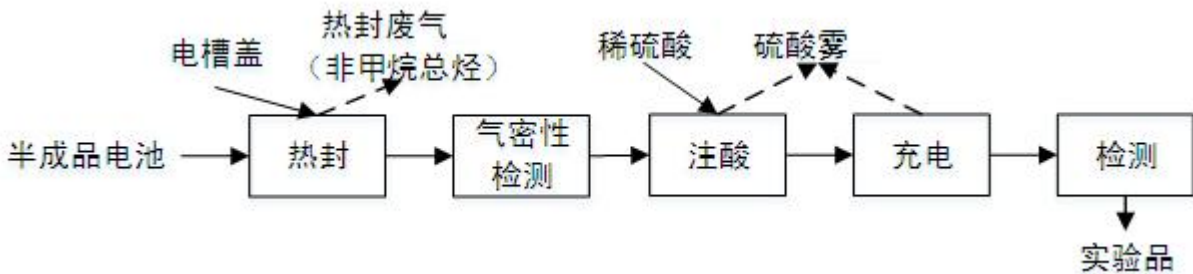 电槽盖
热封废气
（非甲烷总烃）
稀硫酸
硫酸雾
半成品电池
热封
气密性
检测
注酸
充电
检测
实验品